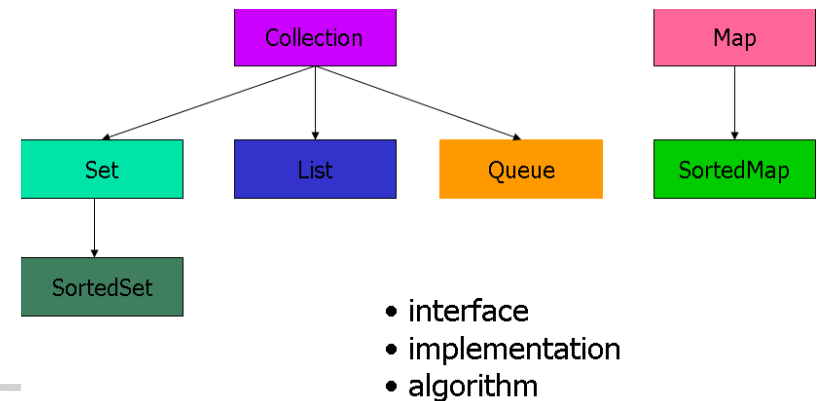 Collection
Map
Set
List
Queue
SortedMap
SortedSet
• interface
• implementation
• algorithm